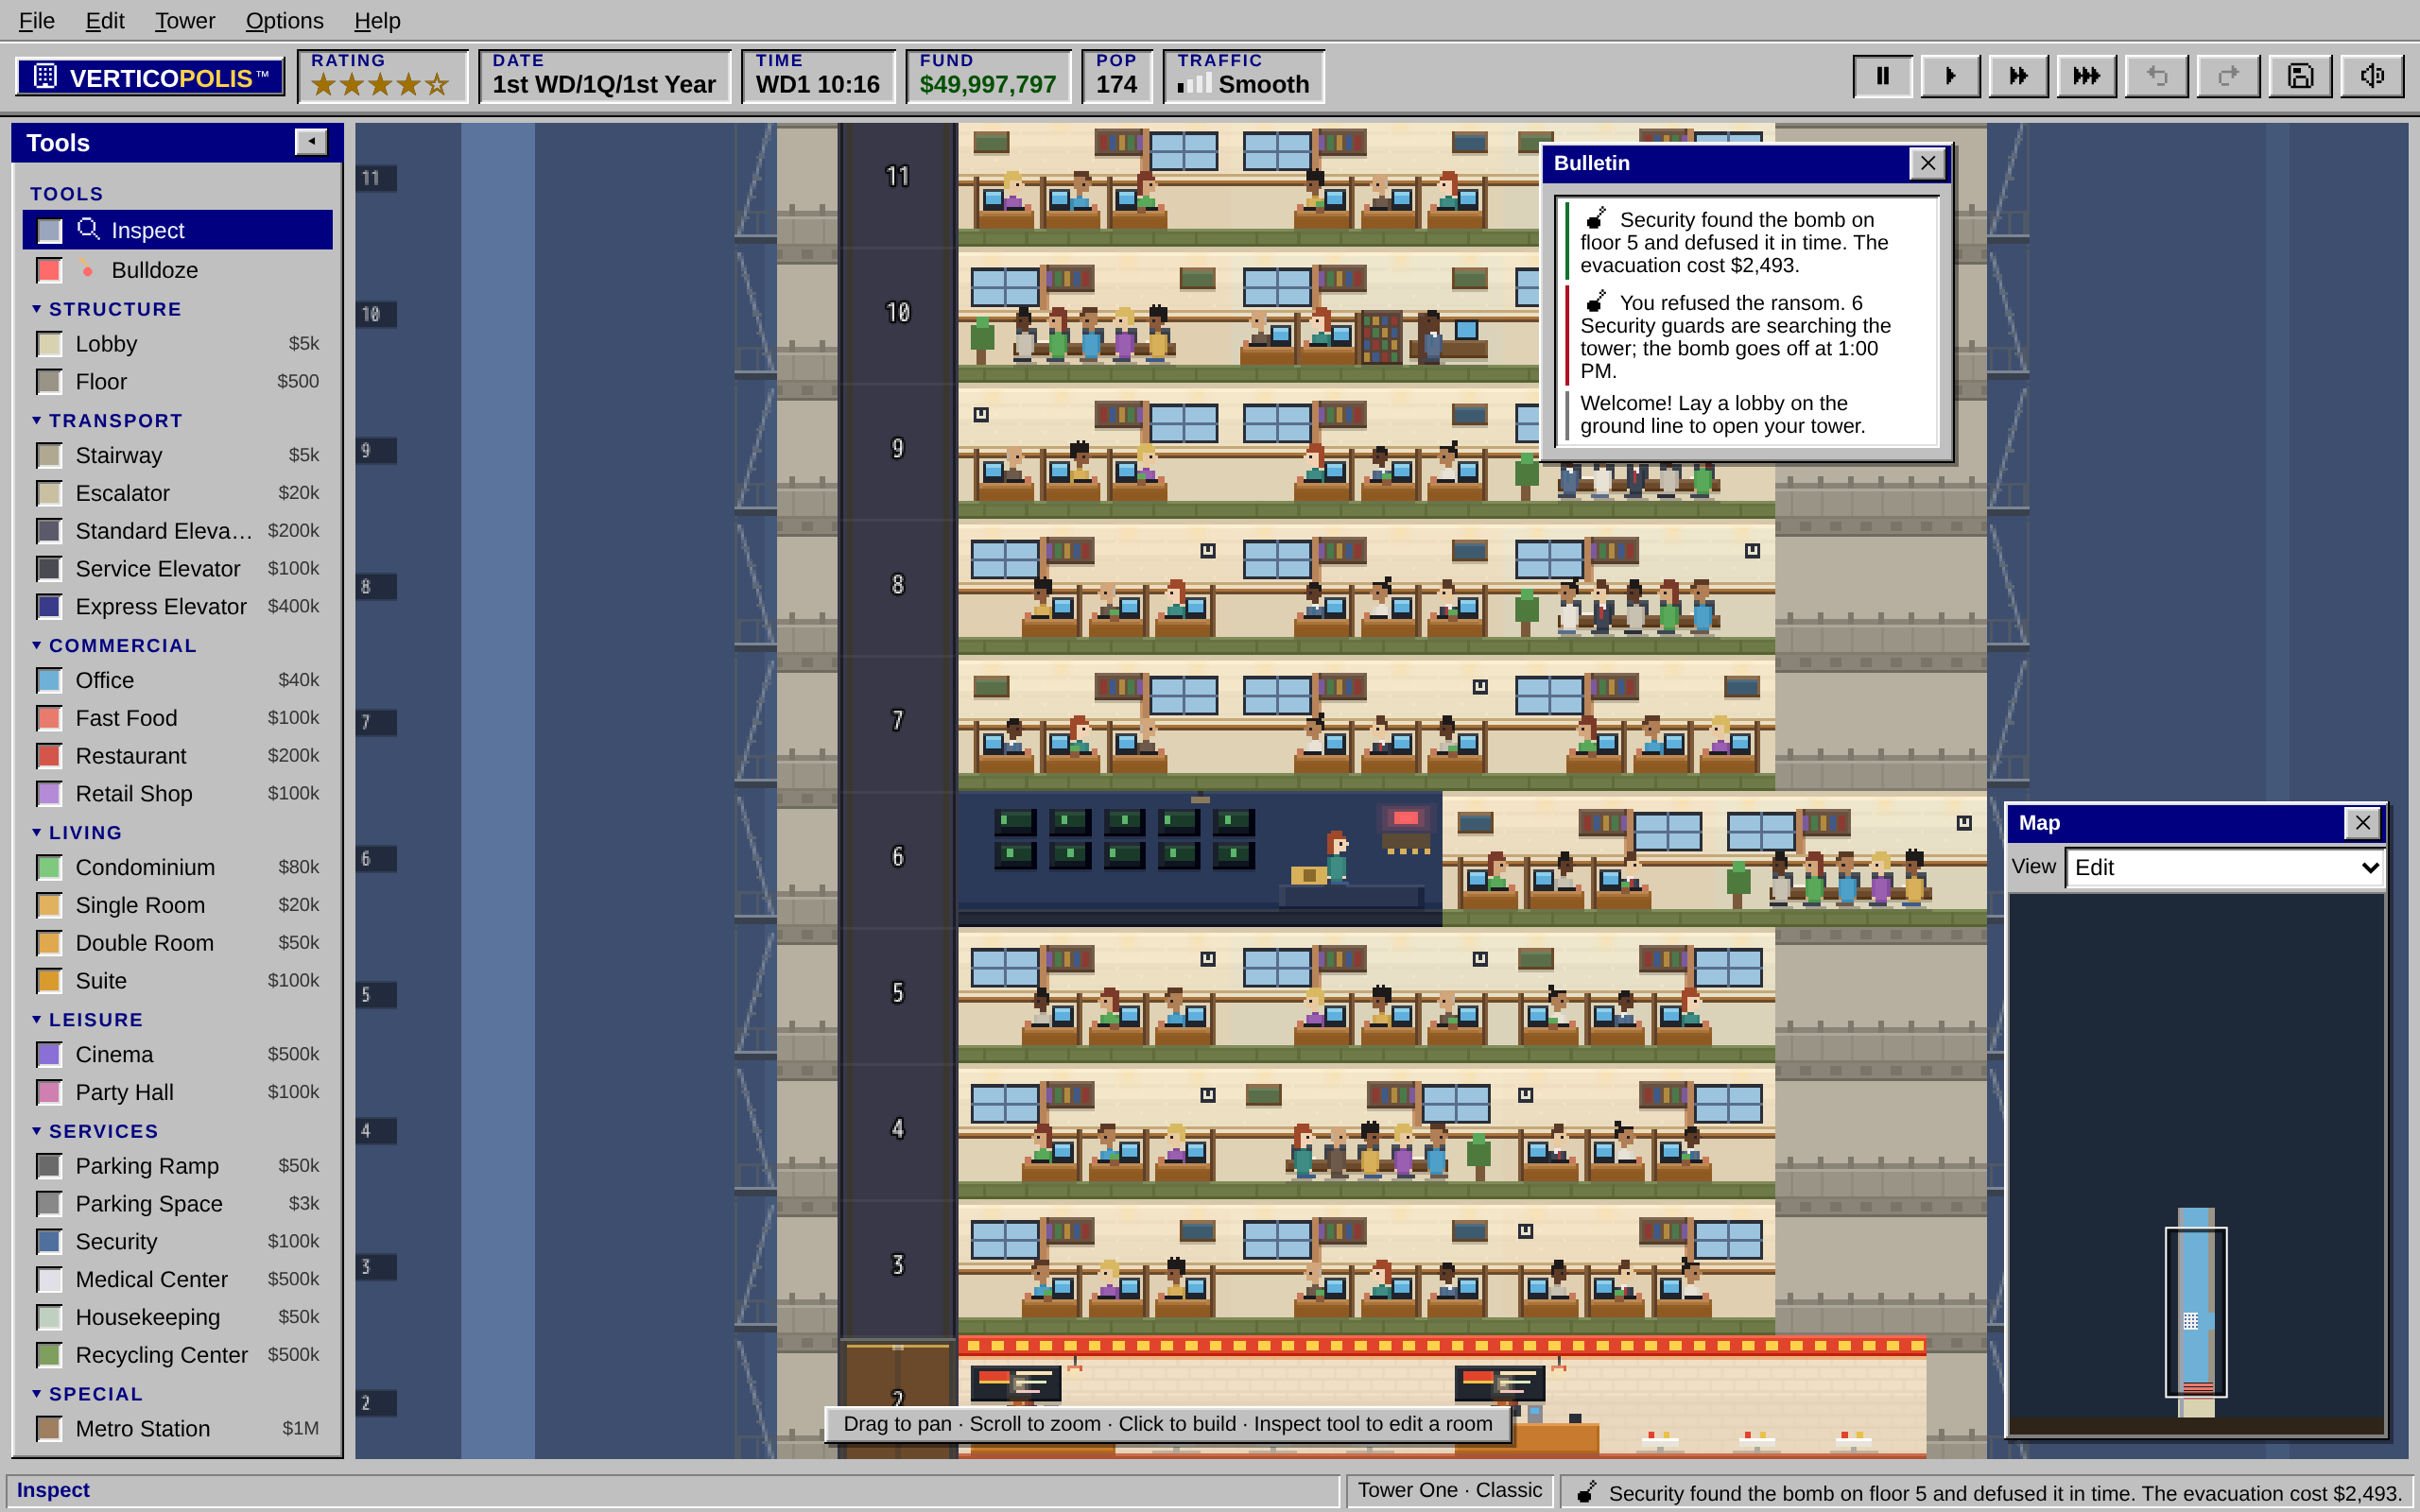 File Edit Tower Options Help
VERTICOPOLIS™
RATING
DATE
1st WD/1Q/1st Year
TIME
WD1 10:16
FUND
$49,997,797
POP
174
TRAFFIC
Smooth
Tools
TOOLS
Inspect
Bulldoze
STRUCTURE
Lobby $5k
Floor $500
TRANSPORT
Stairway $5k
Escalator $20k
Standard Eleva… $200k
Service Elevator $100k
Express Elevator $400k
COMMERCIAL
Office $40k
Fast Food $100k
Restaurant $200k
Retail Shop $100k
LIVING
Condominium $80k
Single Room $20k
Double Room $50k
Suite $100k
LEISURE
Cinema $500k
Party Hall $100k
SERVICES
Parking Ramp $50k
Parking Space $3k
Security $100k
Medical Center $500k
Housekeeping $50k
Recycling Center $500k
SPECIAL
Metro Station $1M
11 11
10 10
9 9
8 8
7 7
6 6
5 5
4 4
3 3
2 2
Bulletin
Security found the bomb on
floor 5 and defused it in time. The
evacuation cost $2,493.
You refused the ransom. 6
Security guards are searching the
tower; the bomb goes off at 1:00
PM.
Welcome! Lay a lobby on the
ground line to open your tower.
Map
View Edit
Drag to pan · Scroll to zoom · Click to build · Inspect tool to edit a room
Inspect
Tower One · Classic
Security found the bomb on floor 5 and defused it in time. The evacuation cost $2,493.